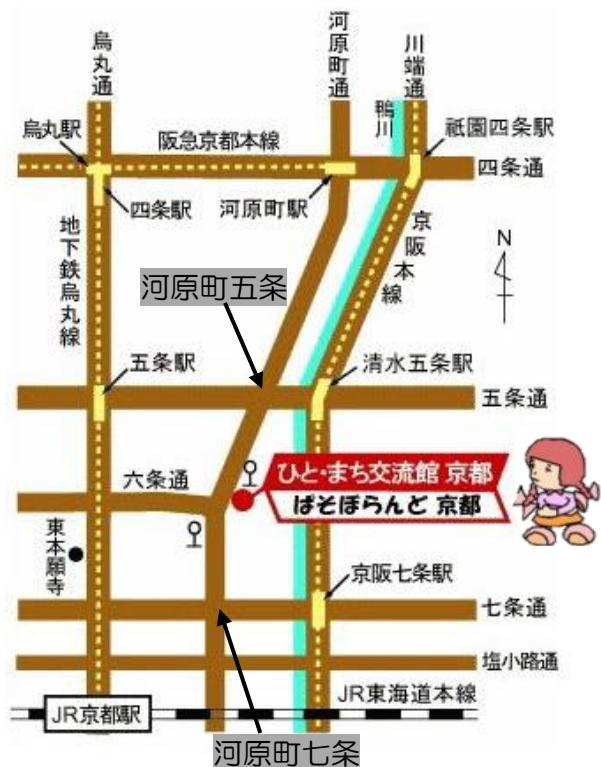 烏丸通
河原町通
川端通
鴨川
烏丸駅
阪急京都本線
祇園四条駅
四条通
四条駅
河原町駅
地下鉄烏丸線
京阪本線
N
河原町五条
五条駅
清水五条駅
五条通
六条通
ひと・まち交流館 京都
ぱそぼらんど 京都
東本願寺
京阪七条駅
七条通
塩小路通
JR東海道本線
JR京都駅
河原町七条